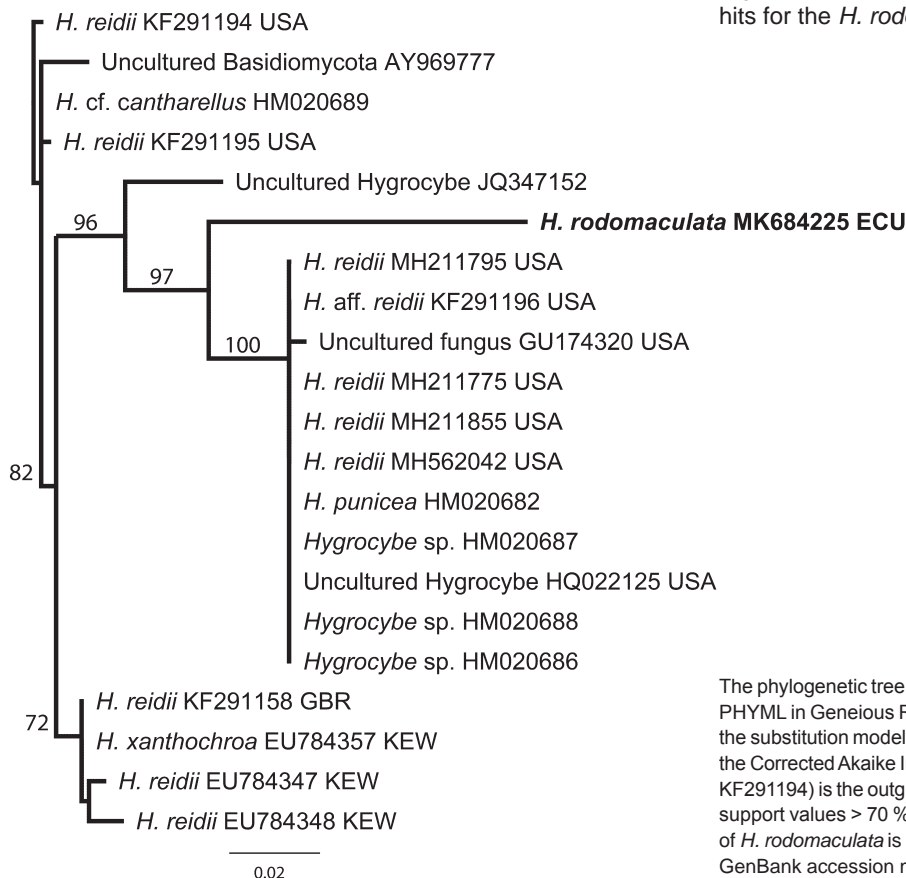 hits for the H. rod
H. reidii KF291194 USA
Uncultured Basidiomycota AY969777
H. cf. cantharellus HM020689
H. reidii KF291195 USA
Uncultured Hygrocybe JQ347152
96
H. rodomaculata MK684225 ECU
97
H. reidii MH211795 USA
H. aff. reidii KF291196 USA
100
Uncultured fungus GU174320 USA
H. reidii MH211775 USA
H. reidii MH211855 USA
H. reidii MH562042 USA
82
H. punicea HM020682
Hygrocybe sp. HM020687
Uncultured Hygrocybe HQ022125 USA
Hygrocybe sp. HM020688
Hygrocybe sp. HM020686
H. reidii KF291158 GBR
72
H. xanthochroa EU784357 KEW
H. reidii EU784347 KEW
H. reidii EU784348 KEW
0.02
The phylogenetic tree
PHYML in Geneious
the substitution model
the Corrected Akaike
KF291194) is the
support values > 70 %
of H. rodomaculata is
GenBank accession